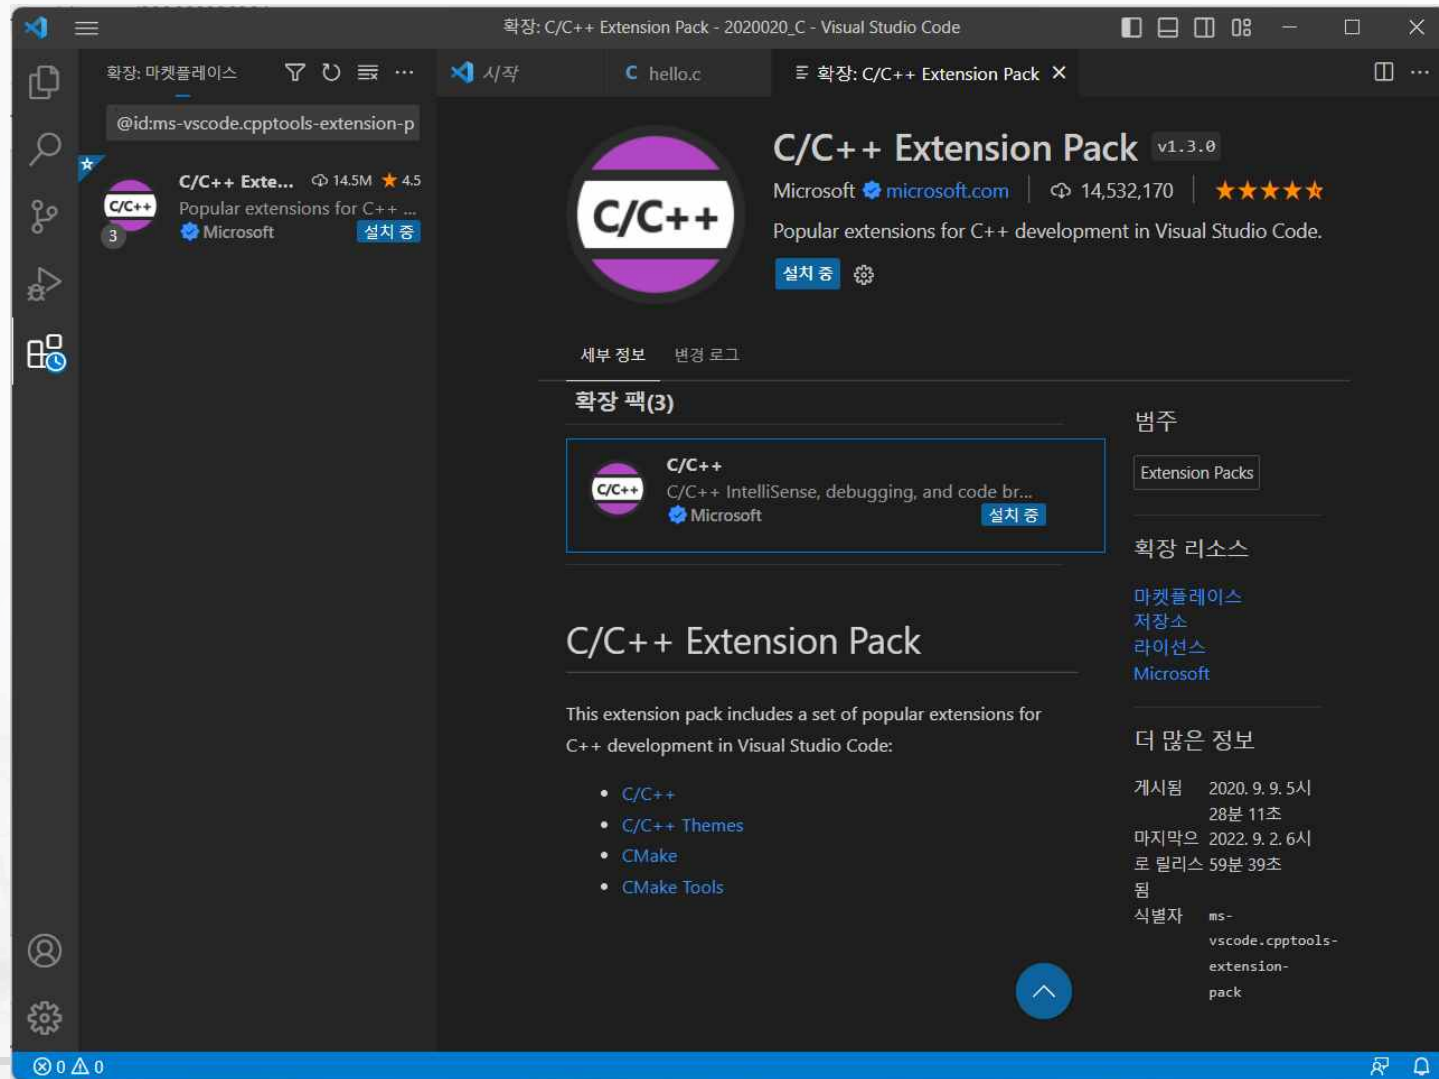 확장: C/C++ Extension Pack - 2020020_C - Visual Studio Code
확장: 마켓플레이스
시작
C hello.c
확장: C/C++ Extension Pack
@id:ms-vscode.cpptools-extension-p
C/C++ Exte... 14.5M ★ 4.5
Popular extensions for C++ ...
Microsoft 설치 중
C/C++
3
C/C++
C/C++ Extension Pack v1.3.0
Microsoft microsoft.com | 14,532,170
Popular extensions for C++ development in Visual Studio Code.
설치 중
세부 정보 변경 로그
확장 팩(3)
C/C++
C/C++
C/C++ IntelliSense, debugging, and code br...
Microsoft 설치 중
C/C++ Extension Pack
This extension pack includes a set of popular extensions for
C++ development in Visual Studio Code:
• C/C++
• C/C++ Themes
• CMake
• CMake Tools
범주
Extension Packs
확장 리소스
마켓플레이스
저장소
라이선스
Microsoft
더 많은 정보
게시됨 2020. 9. 9. 5시
28분 11초
마지막으 2022. 9. 2. 6시
로 릴리스 59분 39초
됨
식별자 ms-
vscode.cpptools-
extension-
pack
0 0